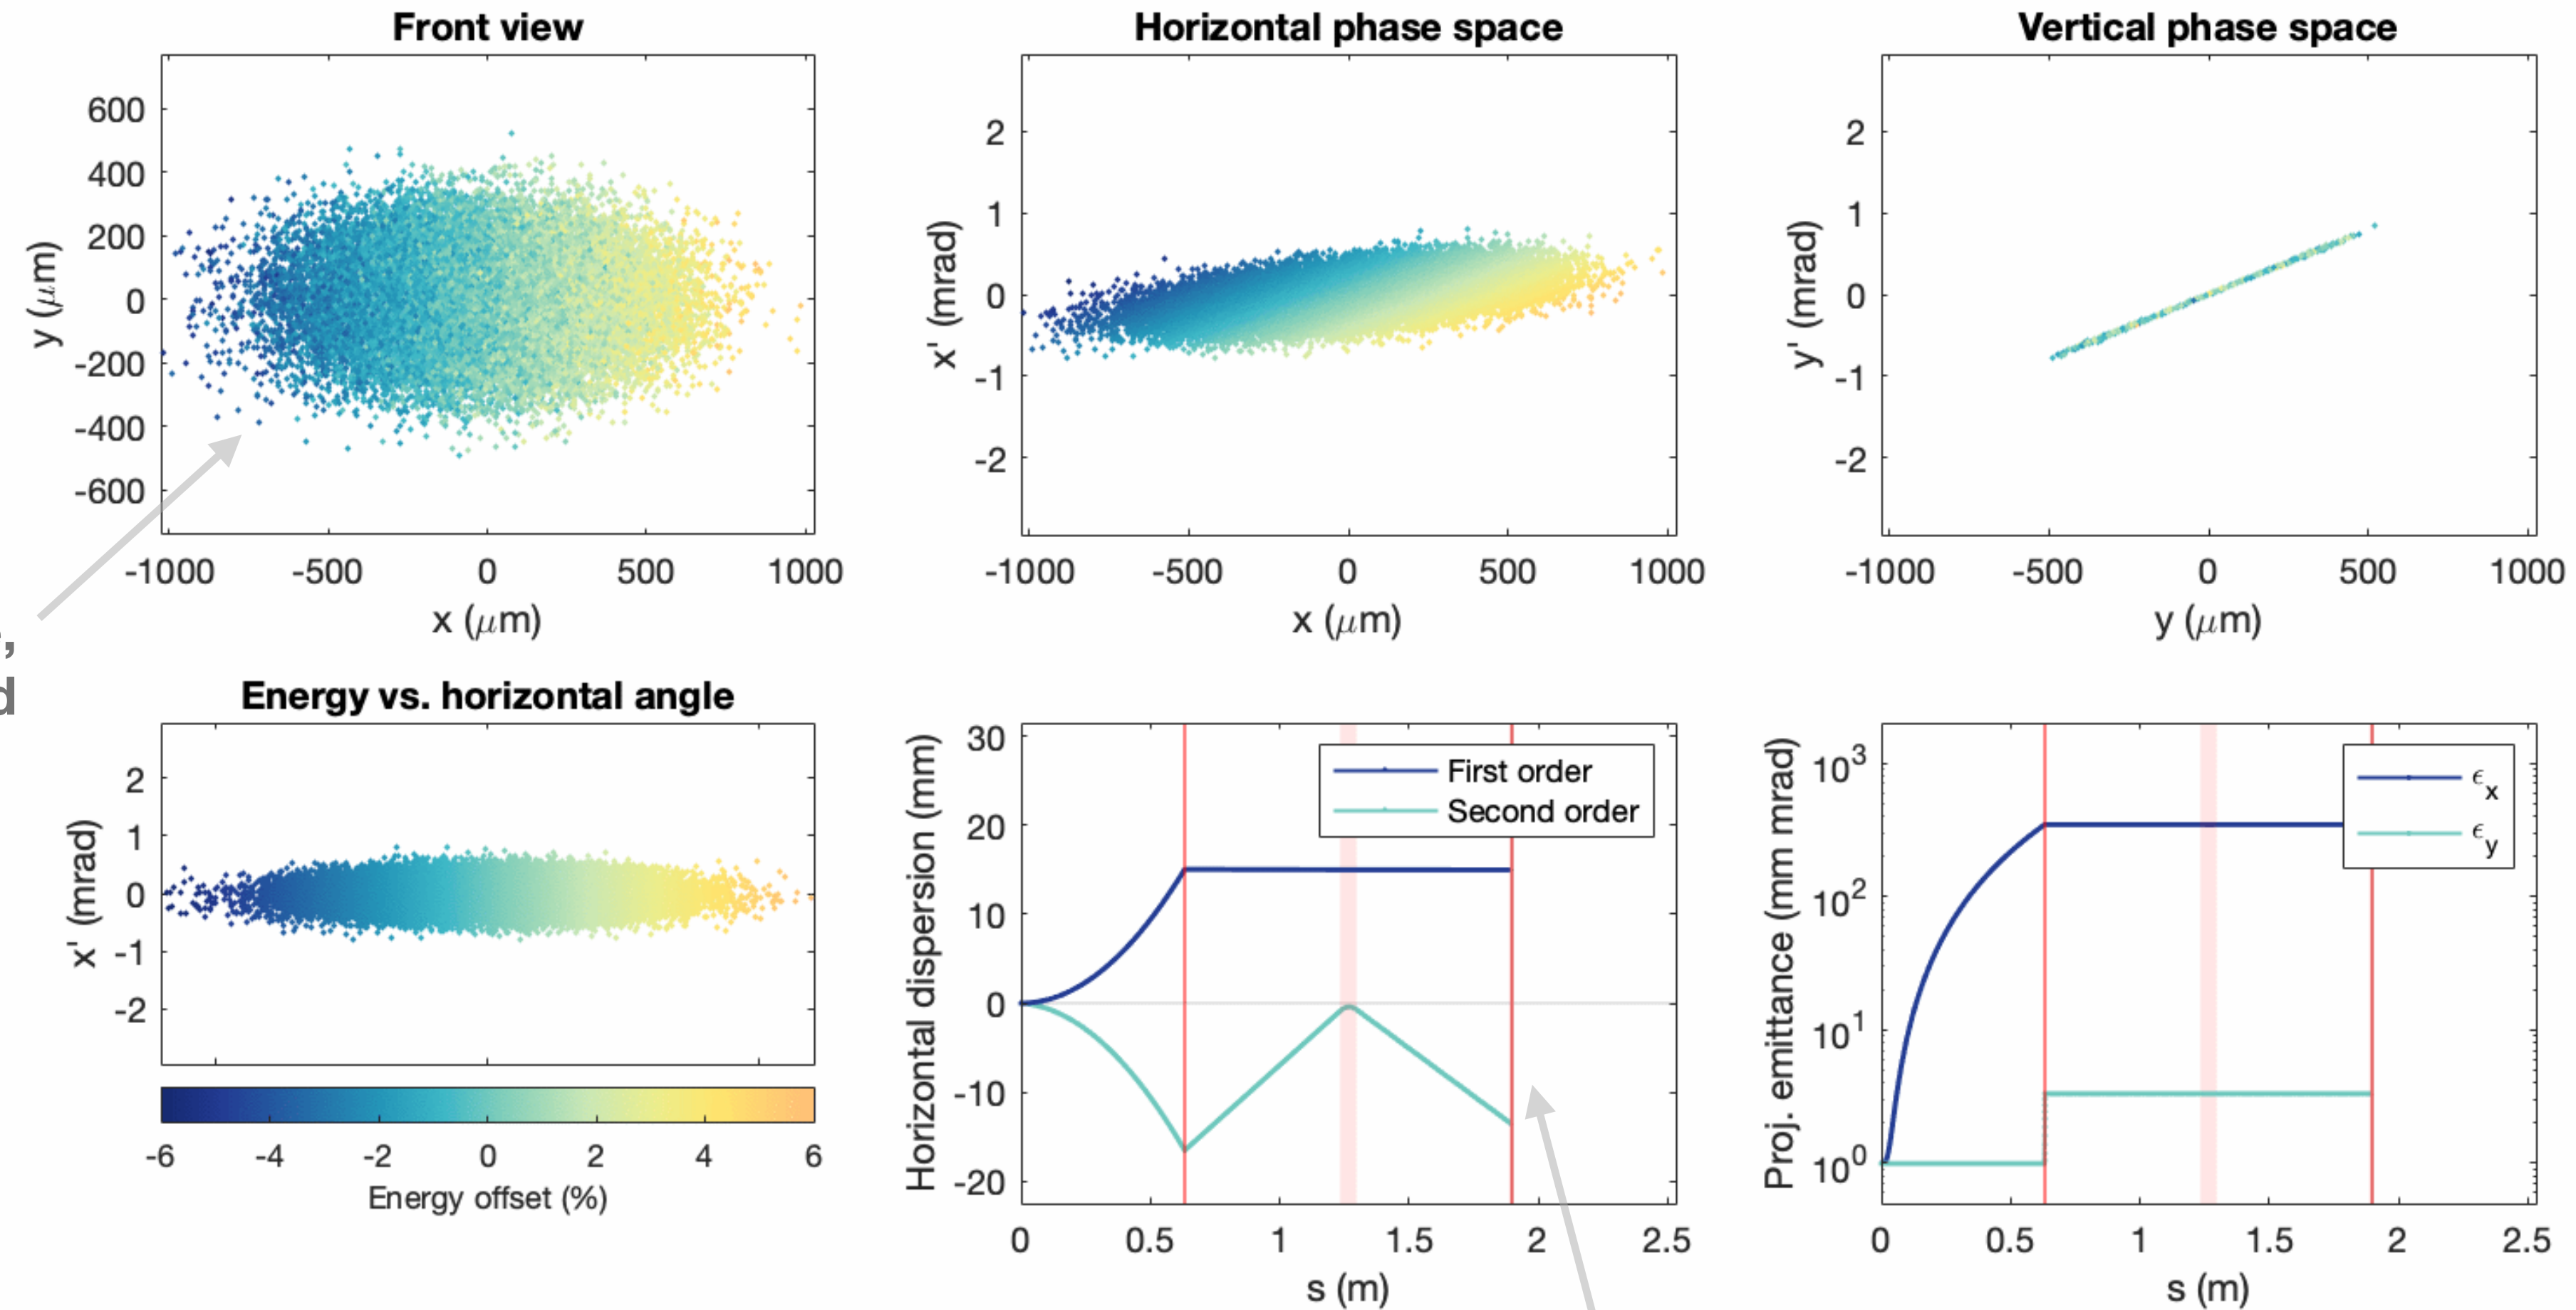 Front view
600
400
200
0
-200
-400
-600
y (μm)
-1000 -500 0 500 1000
x (μm)
Horizontal phase space
2
1
0
-1
-2
x' (mrad)
-1000 -500 0 500 1000
x (μm)
Vertical phase space
2
1
0
-1
-2
y' (mrad)
-1000 -500 0 500 1000
y (μm)
Energy vs. horizontal angle
2
1
0
-1
-2
x' (mrad)
-6 -4 -2 0 2 4 6
Energy offset (%)
30
20
10
0
-10
-20
Horizontal dispersion (mm)
First order
Second order
0 0.5 1 1.5 2 2.5
s (m)
10³
10²
10¹
10⁰
Proj. emittance (mm mrad)
ϵx
ϵy
0 0.5 1 1.5 2 2.5
s (m)